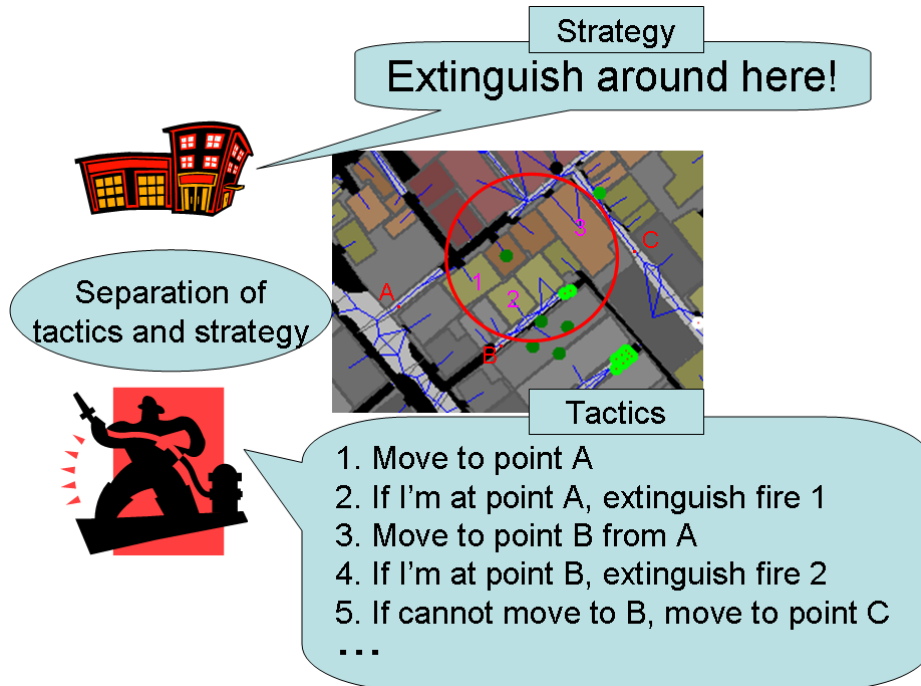 Strategy
Extinguish around here!
3
C
1
A
2
B
Separation of
tactics and strategy
Tactics
1. Move to point A
2. If I'm at point A, extinguish fire 1
3. Move to point B from A
4. If I'm at point B, extinguish fire 2
5. If cannot move to B, move to point C
...